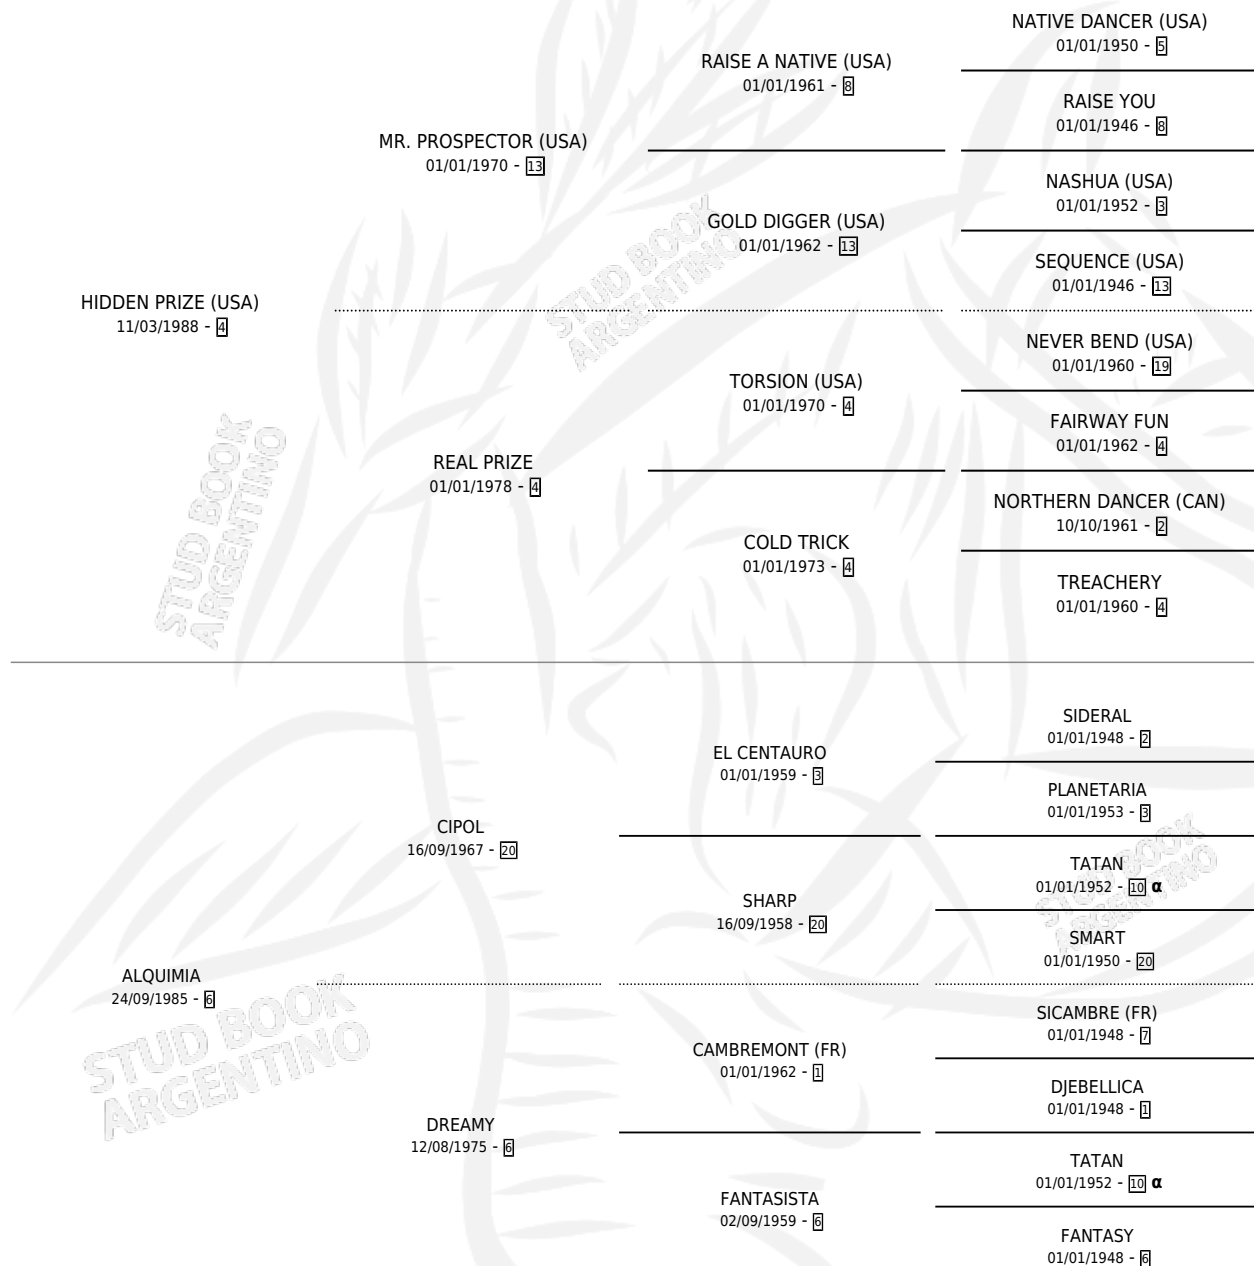 NATIVE DANCER (USA)
01/01/1950 - 5
RAISE A NATIVE (USA)
01/01/1961 - 8
RAISE YOU
01/01/1946 - 8
MR. PROSPECTOR (USA)
01/01/1970 - 13
NASHUA (USA)
01/01/1952 - 3
GOLD DIGGER (USA)
01/01/1962 - 13
SEQUENCE (USA)
01/01/1946 - 13
HIDDEN PRIZE (USA)
11/03/1988 - 4
NEVER BEND (USA)
01/01/1960 - 19
TORSION (USA)
01/01/1970 - 4
FAIRWAY FUN
01/01/1962 - 4
REAL PRIZE
01/01/1978 - 4
NORTHERN DANCER (CAN)
10/10/1961 - 2
COLD TRICK
01/01/1973 - 4
TREACHERY
01/01/1960 - 4
SIDERAL
01/01/1948 - 2
EL CENTAURO
01/01/1959 - 3
PLANETARIA
01/01/1953 - 3
CIPOL
16/09/1967 - 20
TATAN
01/01/1952 - 10 α
SHARP
16/09/1958 - 20
SMART
01/01/1950 - 20
ALQUIMIA
24/09/1985 - 6
SICAMBRE (FR)
01/01/1948 - 7
CAMBREMONT (FR)
01/01/1962 - 1
DJEBELLICA
01/01/1948 - 1
DREAMY
12/08/1975 - 6
TATAN
01/01/1952 - 10 α
FANTASISTA
02/09/1959 - 6
FANTASY
01/01/1948 - 6
STUD BOOK
ARGENTINO
STUD BOOK
ARGENTINO
STUD BOOK
ARGENTINO
STUD BOOK
ARGENTINO